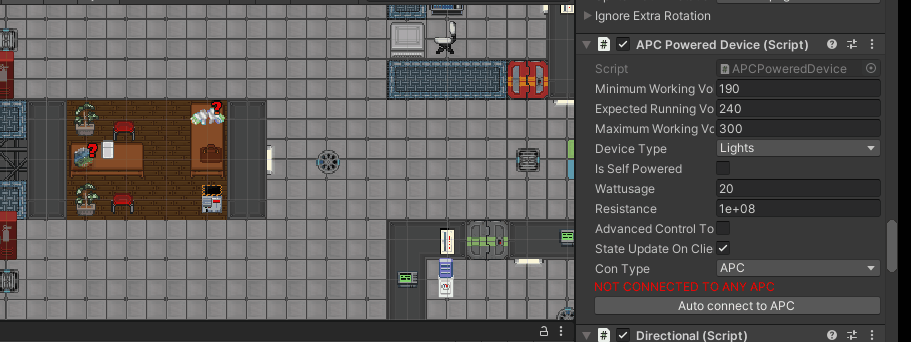 Ignore Extra Rotation
APC Powered Device (Script)
Script APCPoweredDevice
Minimum Working Vo 190
Expected Running Vo 240
Maximum Working Vo 300
Device Type Lights
Is Self Powered
Wattusage 20
Resistance 1e+08
Advanced Control To
State Update On Clie
Con Type APC
NOT CONNECTED TO ANY APC
Auto connect to APC
Directional (Script)